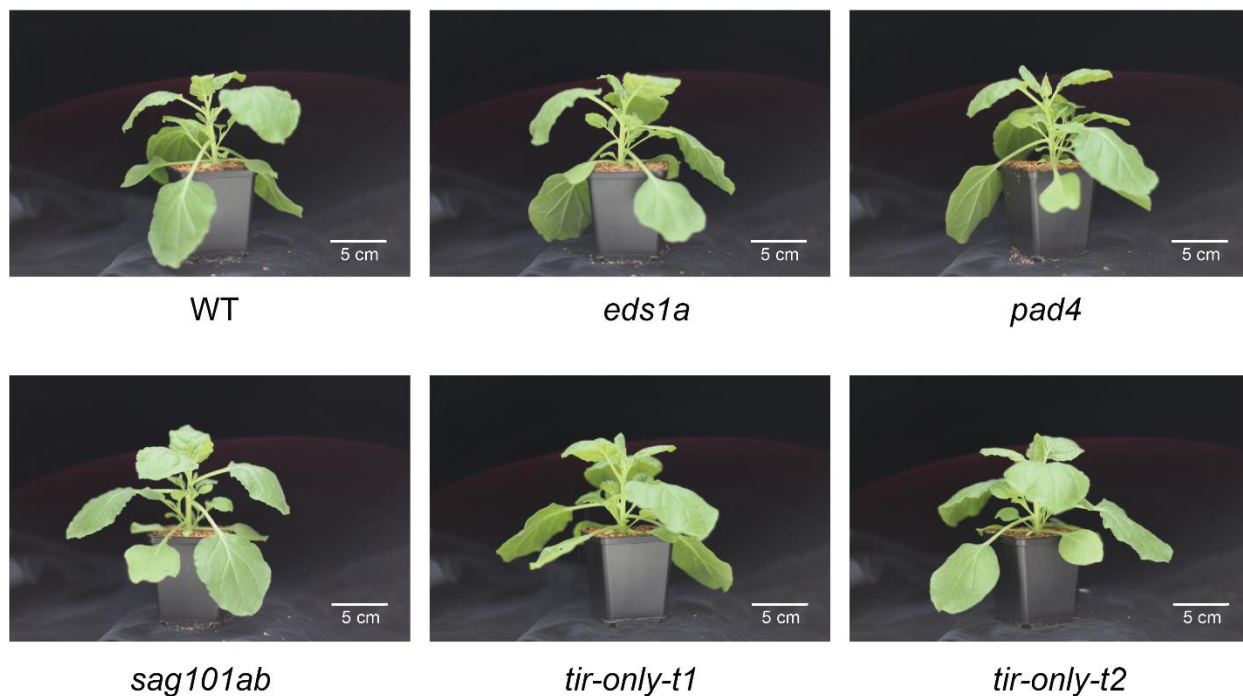 5 cm
5 cm
5 cm
WT
eds1a
pad4
5 cm
5 cm
5 cm
sag101ab
tir-only-t1
tir-only-t2